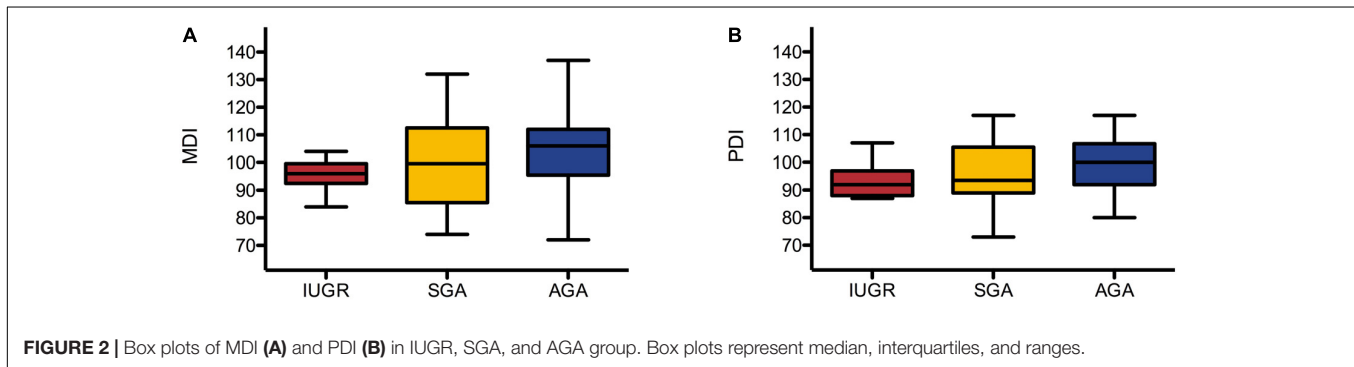 A
MDI
140
130
120
110
100
90
80
70
IUGR SGA AGA
B
PDI
140
130
120
110
100
90
80
70
IUGR SGA AGA
FIGURE 2 | Box plots of MDI (A) and PDI (B) in IUGR, SGA, and AGA group. Box plots represent median, interquartiles, and ranges.